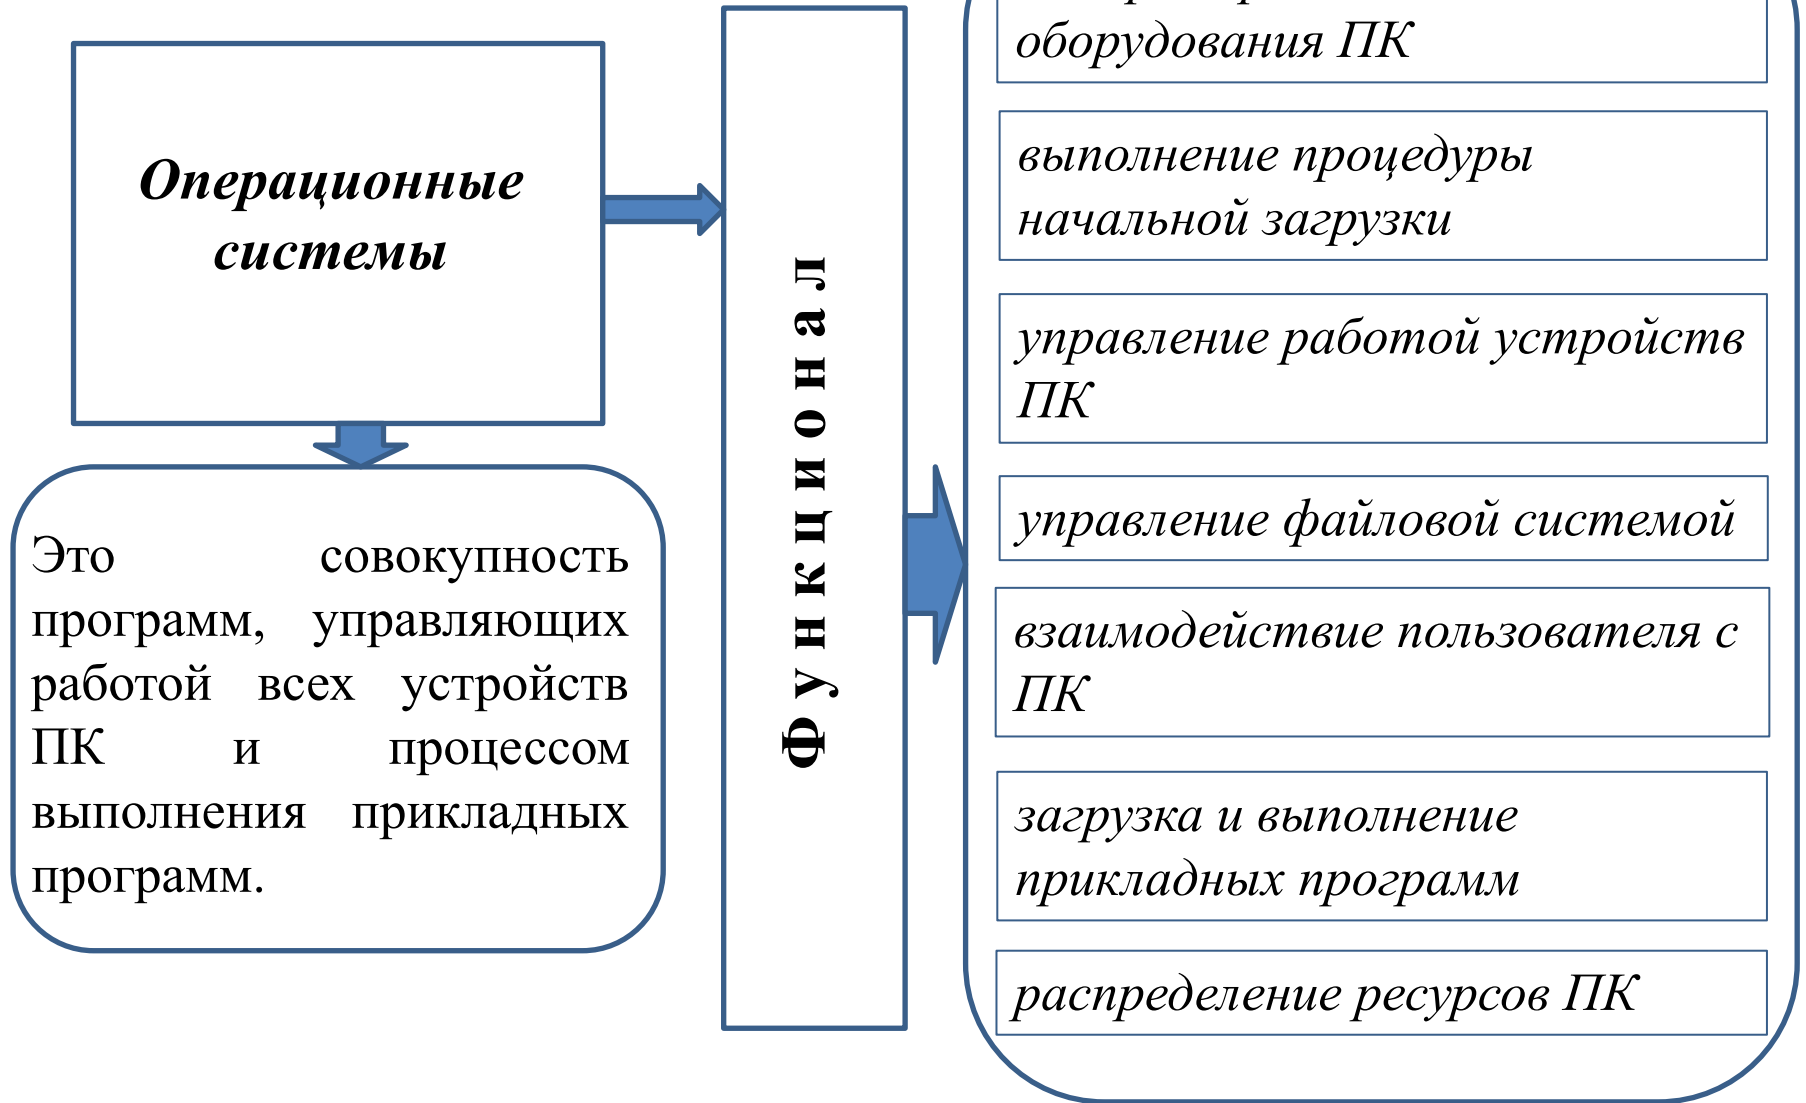 Операционные
системы
Это совокупность
программ, управляющих
работой всех устройств
ПК и процессом
выполнения прикладных
программ.
Функционал
оборудования ПК
выполнение процедуры
начальной загрузки
управление работой устройств
ПК
управление файловой системой
взаимодействие пользователя с
ПК
загрузка и выполнение
прикладных программ
распределение ресурсов ПК